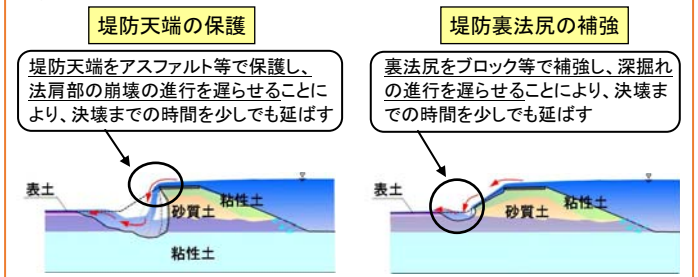 堤防天端の保護
堤防天端をアスファルト等で保護し、
法肩部の崩壊の進行を遅らせることに
より、決壊までの時間を少しでも延ばす
表土
砂質土
粘性土
粘性土
堤防裏法尻の補強
裏法尻をブロック等で補強し、深掘れ
の進行を遅らせることにより、決壊ま
での時間を少しでも延ばす
表土
砂質土
粘性土